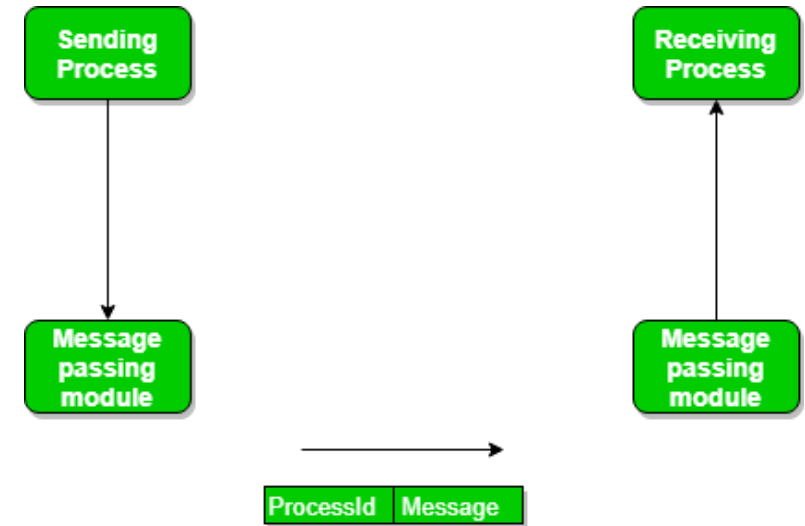 Sending
Process
Receiving
Process
Message
passing
module
Message
passing
module
ProcessId Message